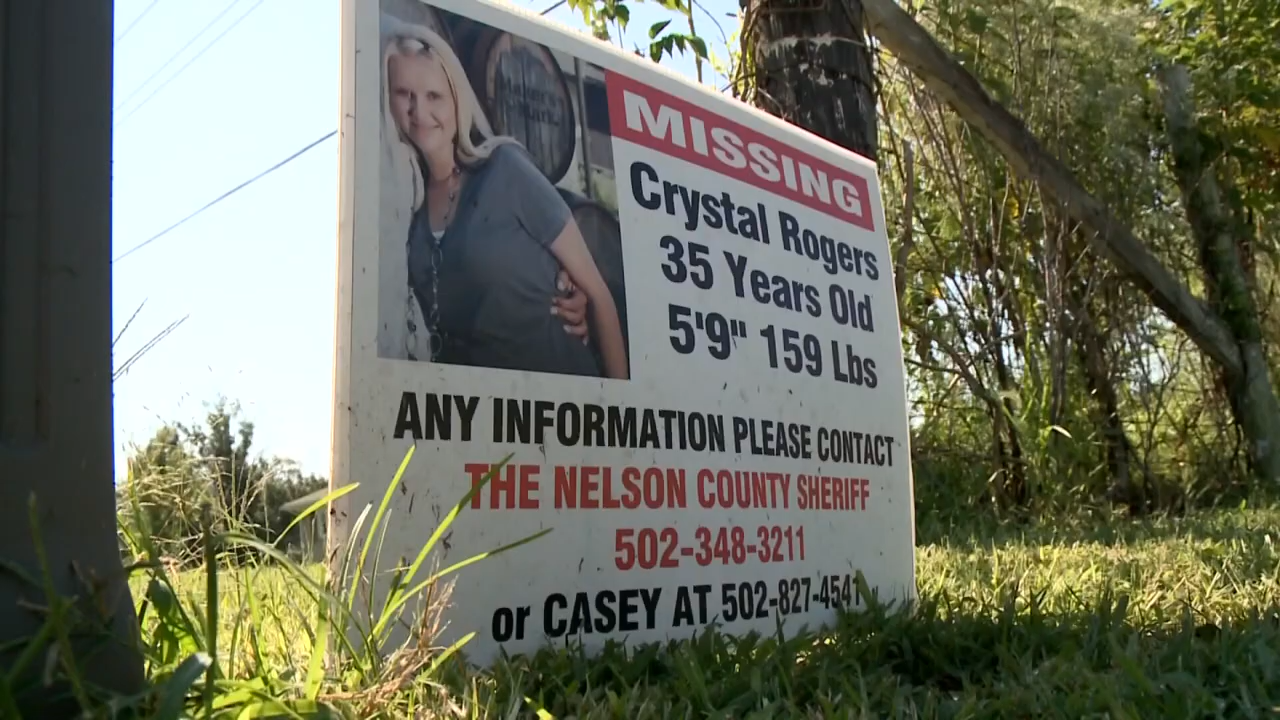 MISSING
Crystal Rogers
35 Years Old
5'9" 159 Lbs
ANY INFORMATION PLEASE CONTACT
THE NELSON COUNTY SHERIFF
502-348-3211
or CASEY AT 502-827-4541